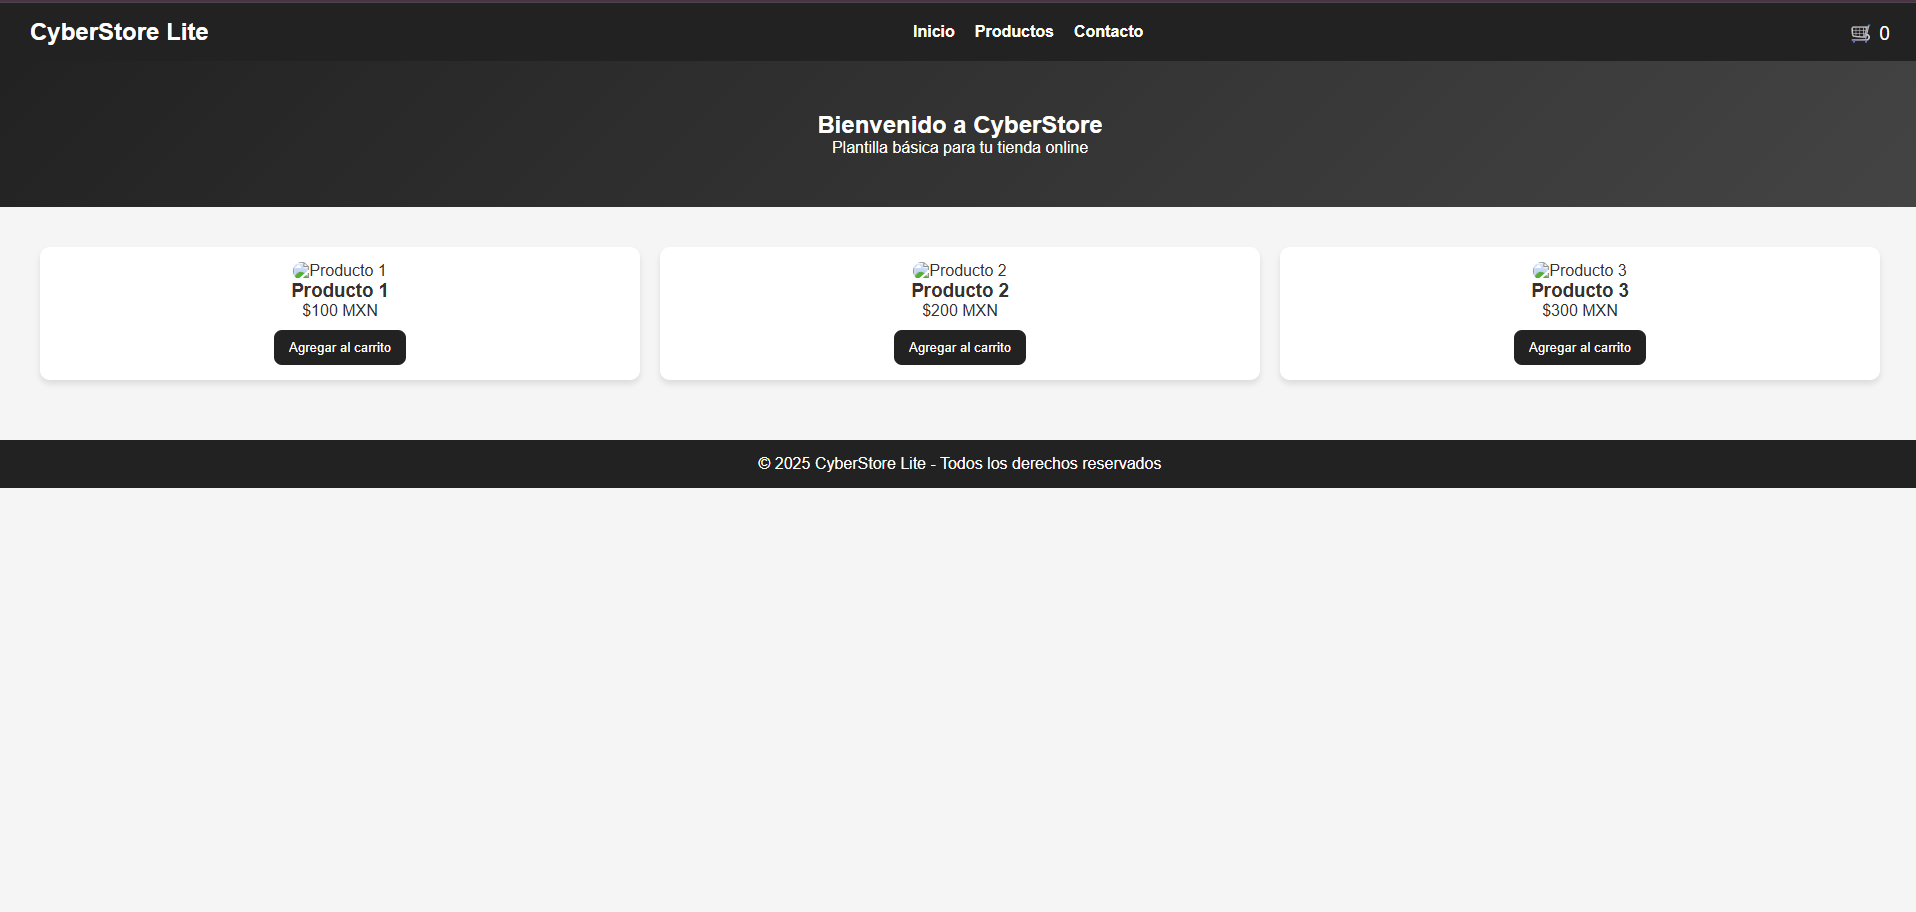 CyberStore Lite
Inicio Productos Contacto
🛒 0
Bienvenido a CyberStore
Plantilla básica para tu tienda online
Producto 1
Producto 1
$100 MXN
Agregar al carrito
Producto 2
Producto 2
$200 MXN
Agregar al carrito
Producto 3
Producto 3
$300 MXN
Agregar al carrito
© 2025 CyberStore Lite - Todos los derechos reservados